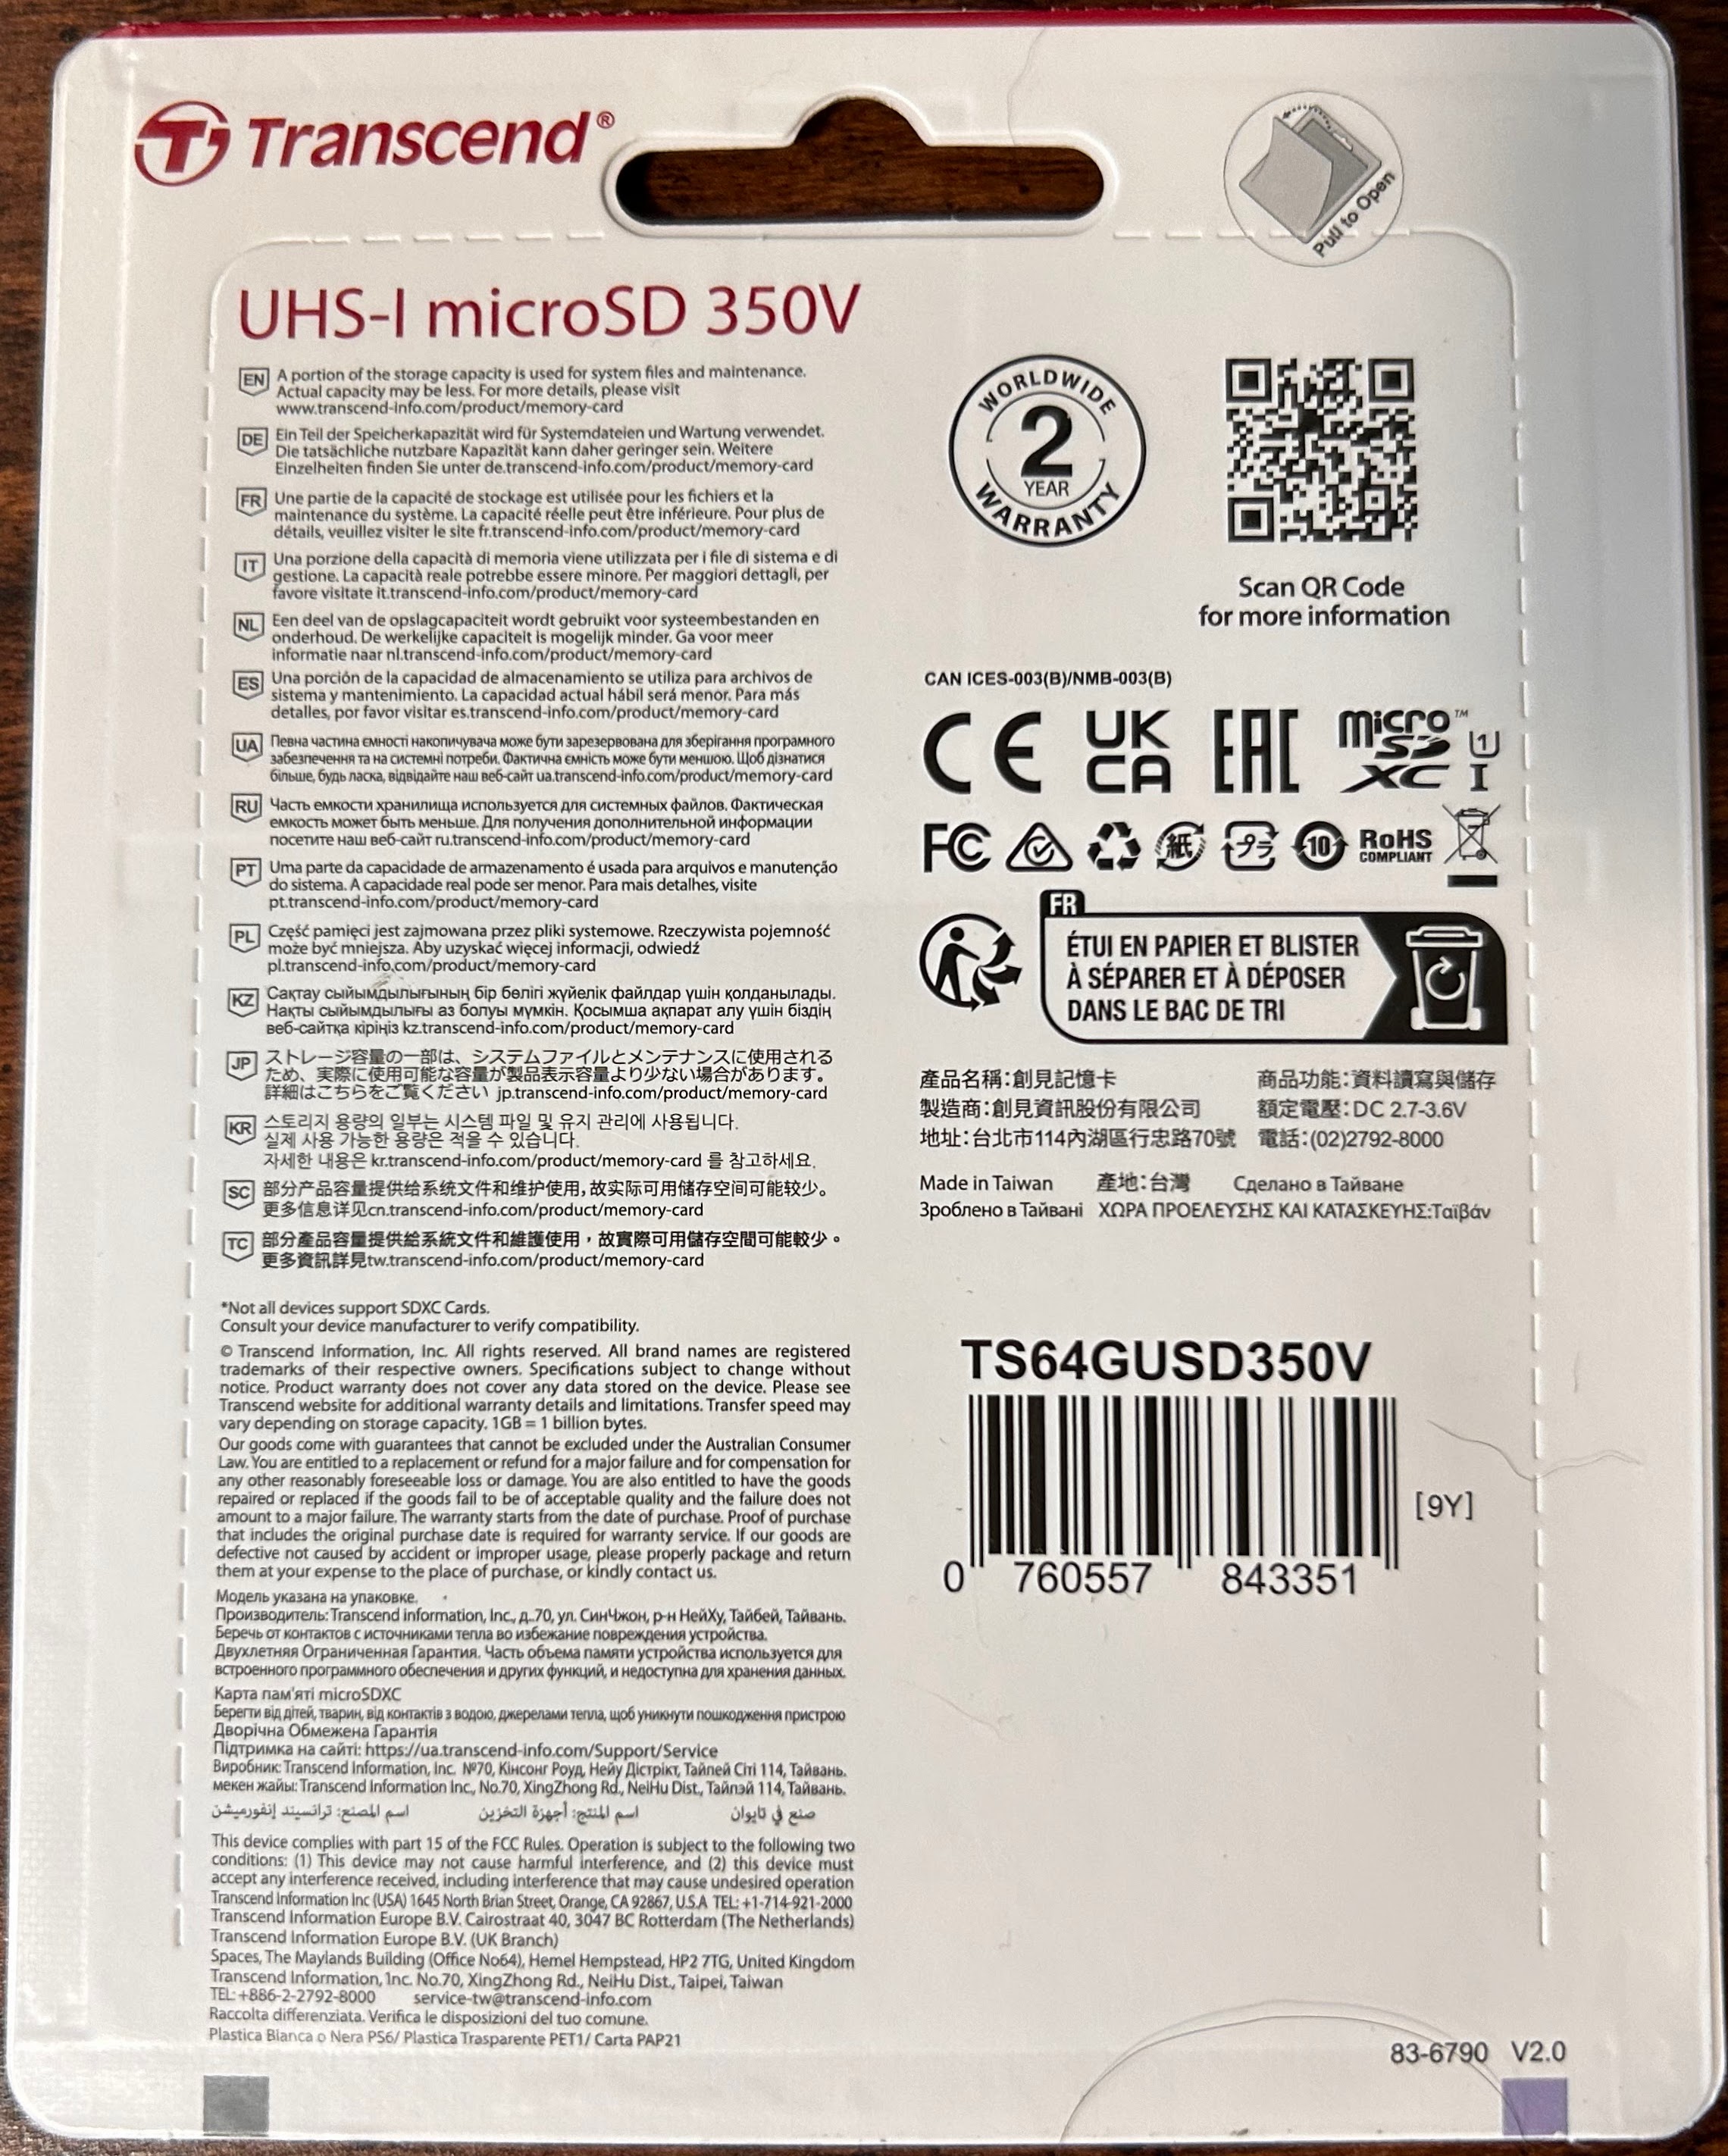 Transcend®
Pull to Open
UHS-I microSD 350V
EN A portion of the storage capacity is used for system files and maintenance.
Actual capacity may be less. For more details, please visit
www.transcend-info.com/product/memory-card
DE Ein Teil der Speicherkapazität wird für Systemdateien und Wartung verwendet.
Die tatsächliche nutzbare Kapazität kann daher geringer sein. Weitere
Einzelheiten finden Sie unter de.transcend-info.com/product/memory-card
FR Une partie de la capacité de stockage est utilisée pour les fichiers et la
maintenance du système. La capacité réelle peut être inférieure. Pour plus de
détails, veuillez visiter le site fr.transcend-info.com/product/memory-card
IT Una porzione della capacità di memoria viene utilizzata per i file di sistema e di
gestione. La capacità reale potrebbe essere minore. Per maggiori dettagli, per
favore visitate it.transcend-info.com/product/memory-card
NL Een deel van de opslagcapaciteit wordt gebruikt voor systeembestanden en
onderhoud. De werkelijke capaciteit is mogelijk minder. Ga voor meer
informatie naar nl.transcend-info.com/product/memory-card
ES Una porción de la capacidad de almacenamiento se utiliza para archivos de
sistema y mantenimiento. La capacidad actual hábil será menor. Para más
detalles, por favor visitar es.transcend-info.com/product/memory-card
UA Певна частина ємності накопичувача може бути зарезервована для зберігання програмного
забезпечення та на системні потреби. Фактична ємність може бути меншою. Щоб дізнатися
більше, будь ласка, відвідайте наш веб-сайт ua.transcend-info.com/product/memory-card
RU Часть емкости хранилища используется для системных файлов. Фактическая
емкость может быть меньше. Для получения дополнительной информации
посетите наш веб-сайт ru.transcend-info.com/product/memory-card
PT Uma parte da capacidade de armazenamento é usada para arquivos e manutenção
do sistema. A capacidade real pode ser menor. Para mais detalhes, visite
pt.transcend-info.com/product/memory-card
PL Część pamięci jest zajmowana przez pliki systemowe. Rzeczywista pojemność
może być mniejsza. Aby uzyskać więcej informacji, odwiedź
pl.transcend-info.com/product/memory-card
KZ Сақтау сыйымдылығының бір бөлігі жүйелік файлдар үшін қолданылады.
Нақты сыйымдылығы аз болуы мүмкін. Қосымша ақпарат алу үшін біздің
веб-сайтқа кіріңіз kz.transcend-info.com/product/memory-card
JP ストレージ容量の一部は、システムファイルとメンテナンスに使用される
ため、実際に使用可能な容量が製品表示容量より少ない場合があります。
詳細はこちらをご覧ください jp.transcend-info.com/product/memory-card
KR 스토리지 용량의 일부는 시스템 파일 및 유지 관리에 사용됩니다.
실제 사용 가능한 용량은 적을 수 있습니다.
자세한 내용은 kr.transcend-info.com/product/memory-card 를 참고하세요.
SC 部分产品容量提供给系统文件和维护使用,故实际可用储存空间可能较少。
更多信息详见cn.transcend-info.com/product/memory-card
TC 部分產品容量提供給系統文件和維護使用，故實際可用儲存空間可能較少。
更多資訊詳見tw.transcend-info.com/product/memory-card
*Not all devices support SDXC Cards.
Consult your device manufacturer to verify compatibility.
© Transcend Information, Inc. All rights reserved. All brand names are registered
trademarks of their respective owners. Specifications subject to change without
notice. Product warranty does not cover any data stored on the device. Please see
Transcend website for additional warranty details and limitations. Transfer speed may
vary depending on storage capacity. 1GB = 1 billion bytes.
Our goods come with guarantees that cannot be excluded under the Australian Consumer
Law. You are entitled to a replacement or refund for a major failure and for compensation for
any other reasonably foreseeable loss or damage. You are also entitled to have the goods
repaired or replaced if the goods fail to be of acceptable quality and the failure does not
amount to a major failure. The warranty starts from the date of purchase. Proof of purchase
that includes the original purchase date is required for warranty service. If our goods are
defective not caused by accident or improper usage, please properly package and return
them at your expense to the place of purchase, or kindly contact us.
Модель указана на упаковке.
Производитель: Transcend Information, Inc., д..70, ул. СинЧжон, р-н НейХу, Тайбей, Тайвань.
Беречь от контактов с источниками тепла во избежание повреждения устройства.
Двухлетняя Ограниченная Гарантия. Часть объема памяти устройства используется для
встроенного программного обеспечения и других функций, и недоступна для хранения данных.
Карта пам'яті microSDXC
Берегти від дітей, тварин, від контактів з водою, джерелами тепла, щоб уникнути пошкодження пристрою
Дворічна Обмежена Гарантія
Підтримка на сайті: https://ua.transcend-info.com/Support/Service
Виробник: Transcend Information, Inc. №70, Кінсонг Роуд, Нейу Дістрікт, Тайпей Сіті 114, Тайвань.
мекен жайы: Transcend Information Inc., No.70, XingZhong Rd., NeiHu Dist., Тайпэй 114, Тайвань.
اسم المصنع: ترانسيند إنفورميشن اسم المنتج: أجهزة التخزين صنع في تايوان
This device complies with part 15 of the FCC Rules. Operation is subject to the following two
conditions: (1) This device may not cause harmful interference, and (2) this device must
accept any interference received, including interference that may cause undesired operation
Transcend Information Inc (USA) 1645 North Brian Street, Orange, CA 92867, U.S.A TEL: +1-714-921-2000
Transcend Information Europe B.V. Cairostraat 40, 3047 BC Rotterdam (The Netherlands)
Transcend Information Europe B.V. (UK Branch)
Spaces, The Maylands Building (Office No64), Hemel Hempstead, HP2 7TG, United Kingdom
Transcend Information, Inc. No.70, XingZhong Rd., NeiHu Dist., Taipei, Taiwan
TEL: +886-2-2792-8000 service-tw@transcend-info.com
Raccolta differenziata. Verifica le disposizioni del tuo comune.
Plastica Bianca o Nera PS6/ Plastica Trasparente PET1/ Carta PAP21
WORLDWIDE
2
YEAR
WARRANTY
Scan QR Code
for more information
CAN ICES-003(B)/NMB-003(B)
CE UK CA EAC micro SD XC™ 1 I
FC 紙 プラ 10 RoHS COMPLIANT
FR
ÉTUI EN PAPIER ET BLISTER
À SÉPARER ET À DÉPOSER
DANS LE BAC DE TRI
產品名稱:創見記憶卡 商品功能:資料讀寫與儲存
製造商:創見資訊股份有限公司 額定電壓:DC 2.7-3.6V
地址:台北市114內湖區行忠路70號 電話:(02)2792-8000
Made in Taiwan 產地:台灣 Сделано в Тайване
Зроблено в Тайвані ΧΩΡΑ ΠΡΟΕΛΕΥΣΗΣ ΚΑΙ ΚΑΤΑΣΚΕΥΗΣ:Ταϊβάν
TS64GUSD350V
[9Y]
0 760557 843351
83-6790 V2.0